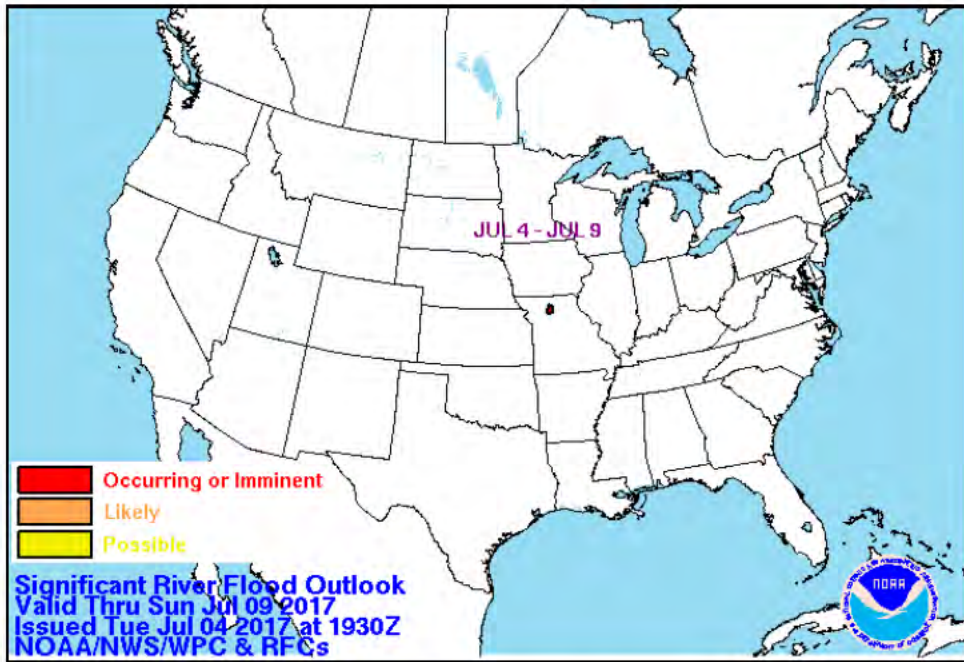 JUL 4 - JUL 9
Occurring or Imminent
Likely
Possible
Significant River Flood Outlook
Valid Thru Sun Jul 09 2017
Issued Tue Jul 04 2017 at 1930Z
NOAA/NWS/WPC & RFCs
NOAA